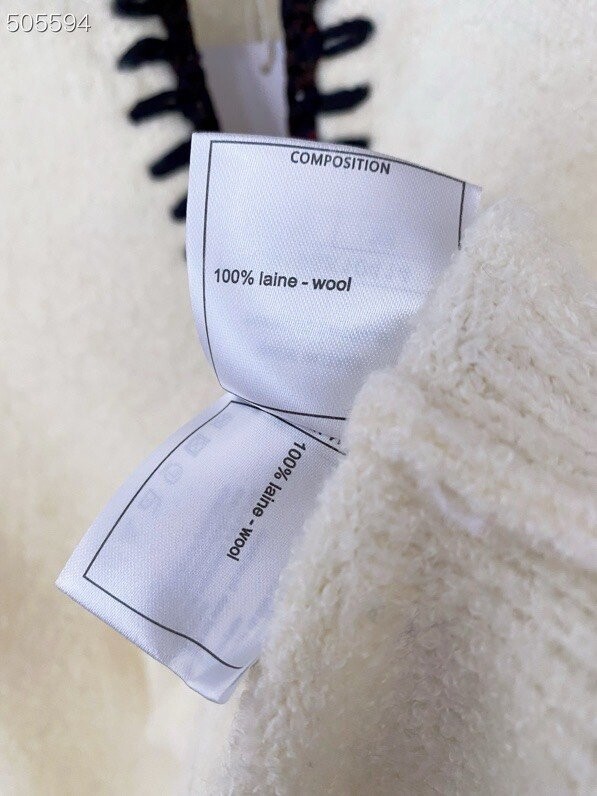 505594
COMPOSITION
100% laine - wool
100% laine - wool